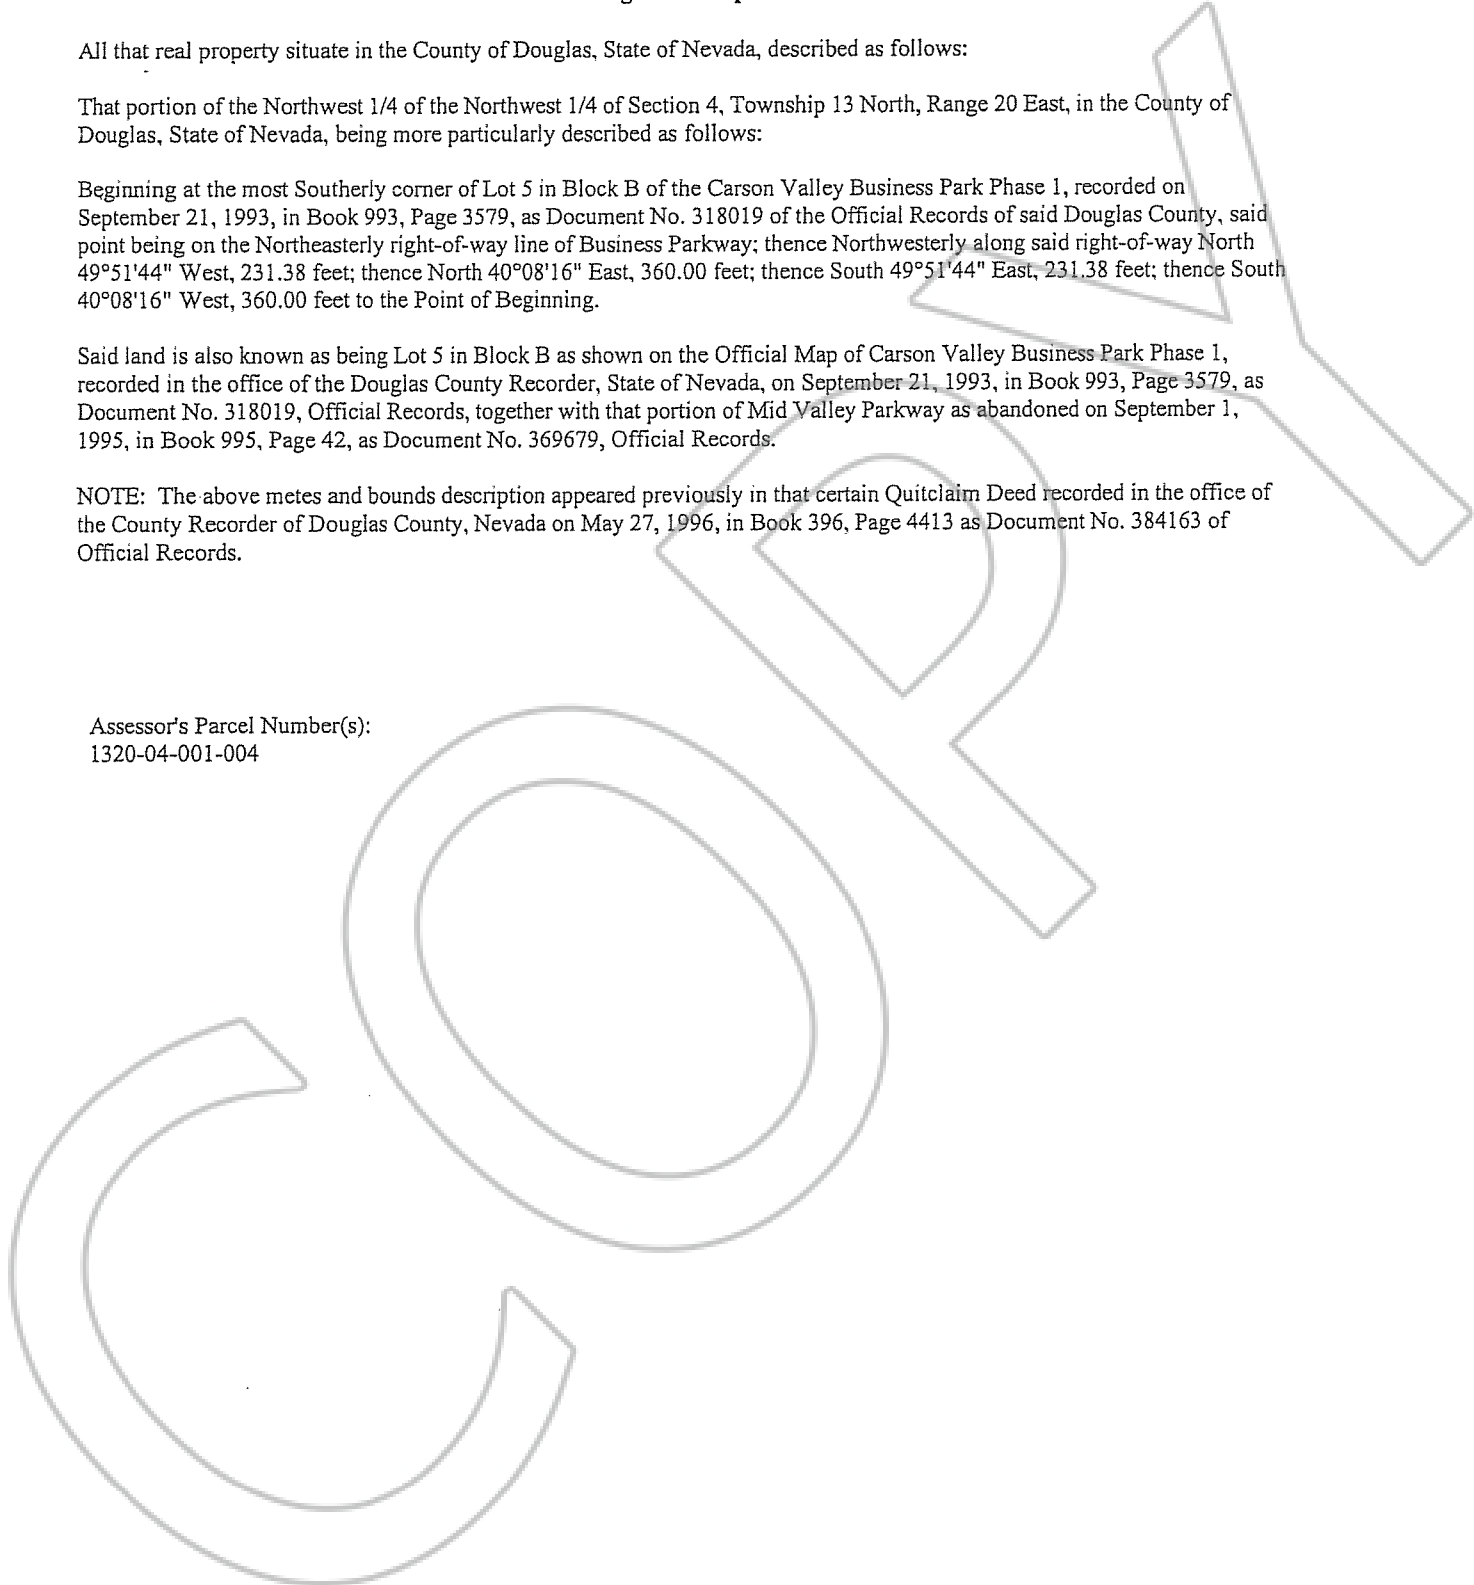 All that real property situate in the County of Douglas, State of Nevada, described as follows:
That portion of the Northwest 1/4 of the Northwest 1/4 of Section 4, Township 13 North, Range 20 East, in the County of
Douglas, State of Nevada, being more particularly described as follows:
Beginning at the most Southerly corner of Lot 5 in Block B of the Carson Valley Business Park Phase 1, recorded on
September 21, 1993, in Book 993, Page 3579, as Document No. 318019 of the Official Records of said Douglas County, said
point being on the Northeasterly right-of-way line of Business Parkway; thence Northwesterly along said right-of-way North
49°51'44" West, 231.38 feet; thence North 40°08'16" East, 360.00 feet; thence South 49°51'44" East, 231.38 feet; thence South
40°08'16" West, 360.00 feet to the Point of Beginning.
Said land is also known as being Lot 5 in Block B as shown on the Official Map of Carson Valley Business Park Phase 1,
recorded in the office of the Douglas County Recorder, State of Nevada, on September 21, 1993, in Book 993, Page 3579, as
Document No. 318019, Official Records, together with that portion of Mid Valley Parkway as abandoned on September 1,
1995, in Book 995, Page 42, as Document No. 369679, Official Records.
NOTE: The above metes and bounds description appeared previously in that certain Quitclaim Deed recorded in the office of
the County Recorder of Douglas County, Nevada on May 27, 1996, in Book 396, Page 4413 as Document No. 384163 of
Official Records.
Assessor's Parcel Number(s):
1320-04-001-004
COPY